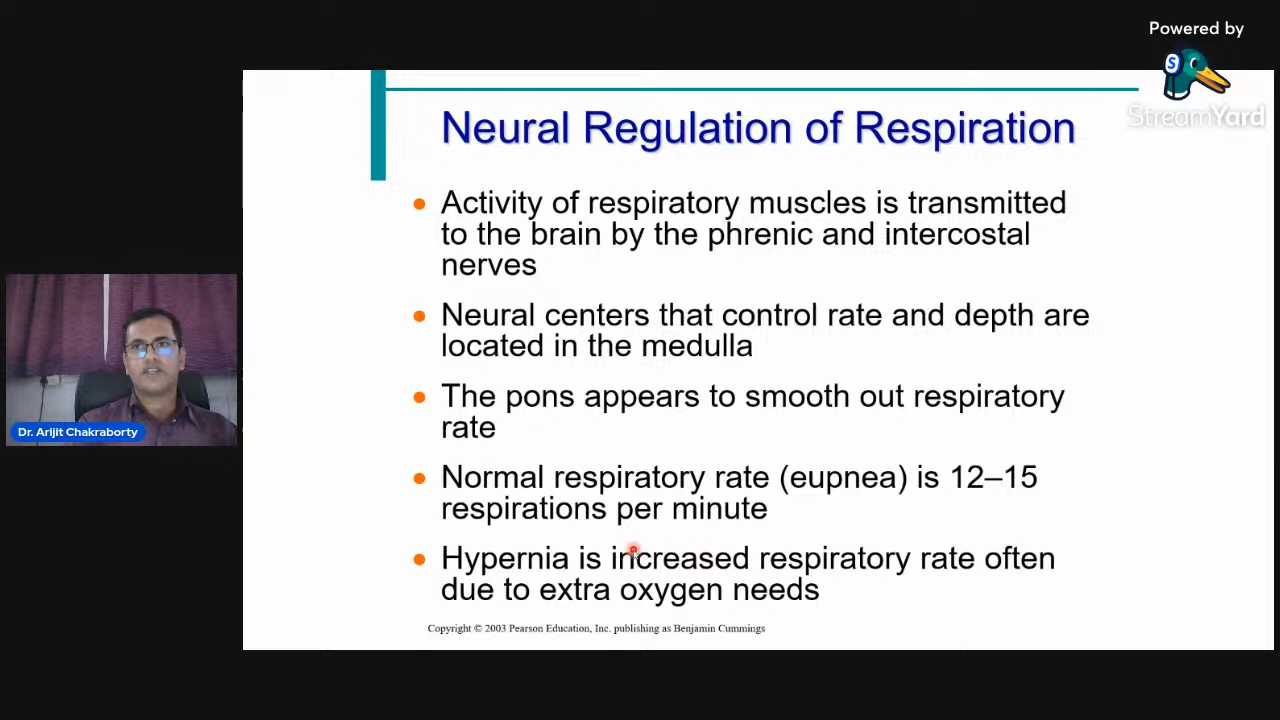 Powered by
StreamYard
Neural Regulation of Respiration
• Activity of respiratory muscles is transmitted
to the brain by the phrenic and intercostal
nerves
• Neural centers that control rate and depth are
located in the medulla
• The pons appears to smooth out respiratory
rate
• Normal respiratory rate (eupnea) is 12–15
respirations per minute
• Hypernia is increased respiratory rate often
due to extra oxygen needs
Copyright © 2003 Pearson Education, Inc. publishing as Benjamin Cummings
Dr. Arijit Chakraborty